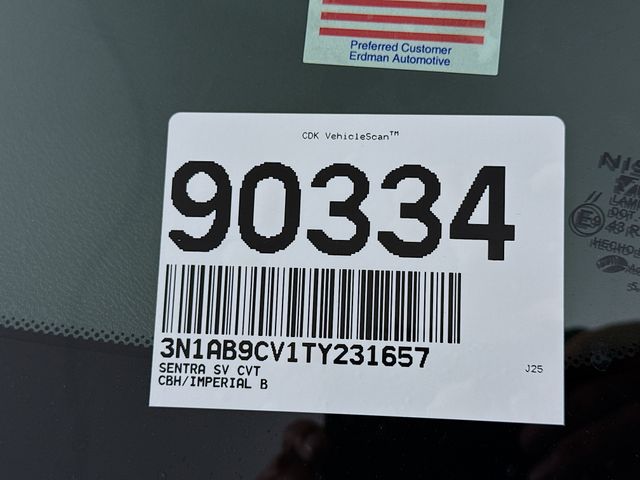 Preferred Customer
Erdman Automotive
CDK VehicleScan™
90334
3N1AB9CV1TY231657
SENTRA SV CVT
CBH/IMPERIAL B
J25